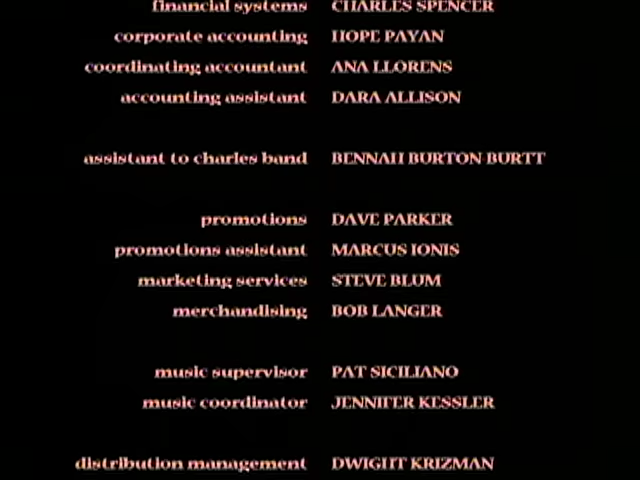 financial systems CHARLES SPENCER
corporate accounting HOPE PAYAN
coordinating accountant ANA LLORENS
accounting assistant DARA ALLISON
assistant to charles band BENNAH BURTON-BURTT
promotions DAVE PARKER
promotions assistant MARCUS IONIS
marketing services STEVE BLUM
merchandising BOB LANGER
music supervisor PAT SICILIANO
music coordinator JENNIFER KESSLER
distribution management DWIGHT KRIZMAN